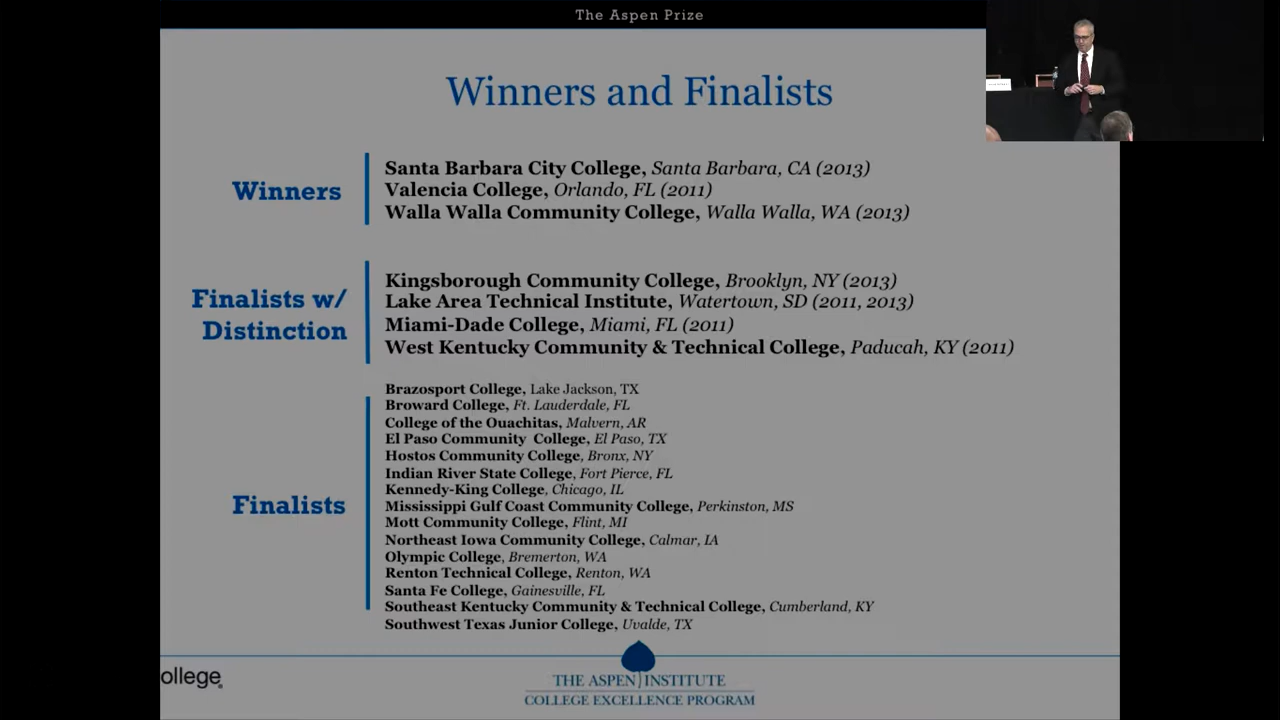 The Aspen Prize
Winners and Finalists
Winners
Santa Barbara City College, Santa Barbara, CA (2013)
Valencia College, Orlando, FL (2011)
Walla Walla Community College, Walla Walla, WA (2013)
Finalists w/
Distinction
Kingsborough Community College, Brooklyn, NY (2013)
Lake Area Technical Institute, Watertown, SD (2011, 2013)
Miami-Dade College, Miami, FL (2011)
West Kentucky Community & Technical College, Paducah, KY (2011)
Finalists
Brazosport College, Lake Jackson, TX
Broward College, Ft. Lauderdale, FL
College of the Ouachitas, Malvern, AR
El Paso Community College, El Paso, TX
Hostos Community College, Bronx, NY
Indian River State College, Fort Pierce, FL
Kennedy-King College, Chicago, IL
Mississippi Gulf Coast Community College, Perkinston, MS
Mott Community College, Flint, MI
Northeast Iowa Community College, Calmar, IA
Olympic College, Bremerton, WA
Renton Technical College, Renton, WA
Santa Fe College, Gainesville, FL
Southeast Kentucky Community & Technical College, Cumberland, KY
Southwest Texas Junior College, Uvalde, TX
ollege
THE ASPEN INSTITUTE
COLLEGE EXCELLENCE PROGRAM